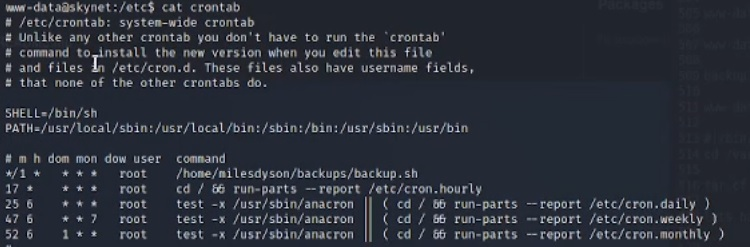 www-data@skynet:/etc$ cat crontab
# /etc/crontab: system-wide crontab
# Unlike any other crontab you don't have to run the `crontab'
# command to install the new version when you edit this file
# and files in /etc/cron.d. These files also have username fields,
# that none of the other crontabs do.
SHELL=/bin/sh
PATH=/usr/local/sbin:/usr/local/bin:/sbin:/bin:/usr/sbin:/usr/bin
# m h dom mon dow user  command
*/1 *   * * *   root    /home/milesdyson/backups/backup.sh
17 *    * * *   root    cd / && run-parts --report /etc/cron.hourly
25 6    * * *   root    test -x /usr/sbin/anacron || ( cd / && run-parts --report /etc/cron.daily )
47 6    * * 7   root    test -x /usr/sbin/anacron || ( cd / && run-parts --report /etc/cron.weekly )
52 6    1 * *   root    test -x /usr/sbin/anacron || ( cd / && run-parts --report /etc/cron.monthly )
#
Packages